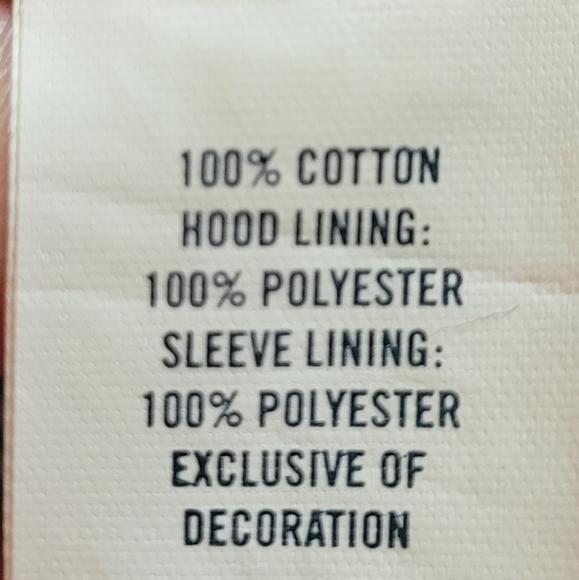 100% COTTON
HOOD LINING:
100% POLYESTER
SLEEVE LINING:
100% POLYESTER
EXCLUSIVE OF
DECORATION